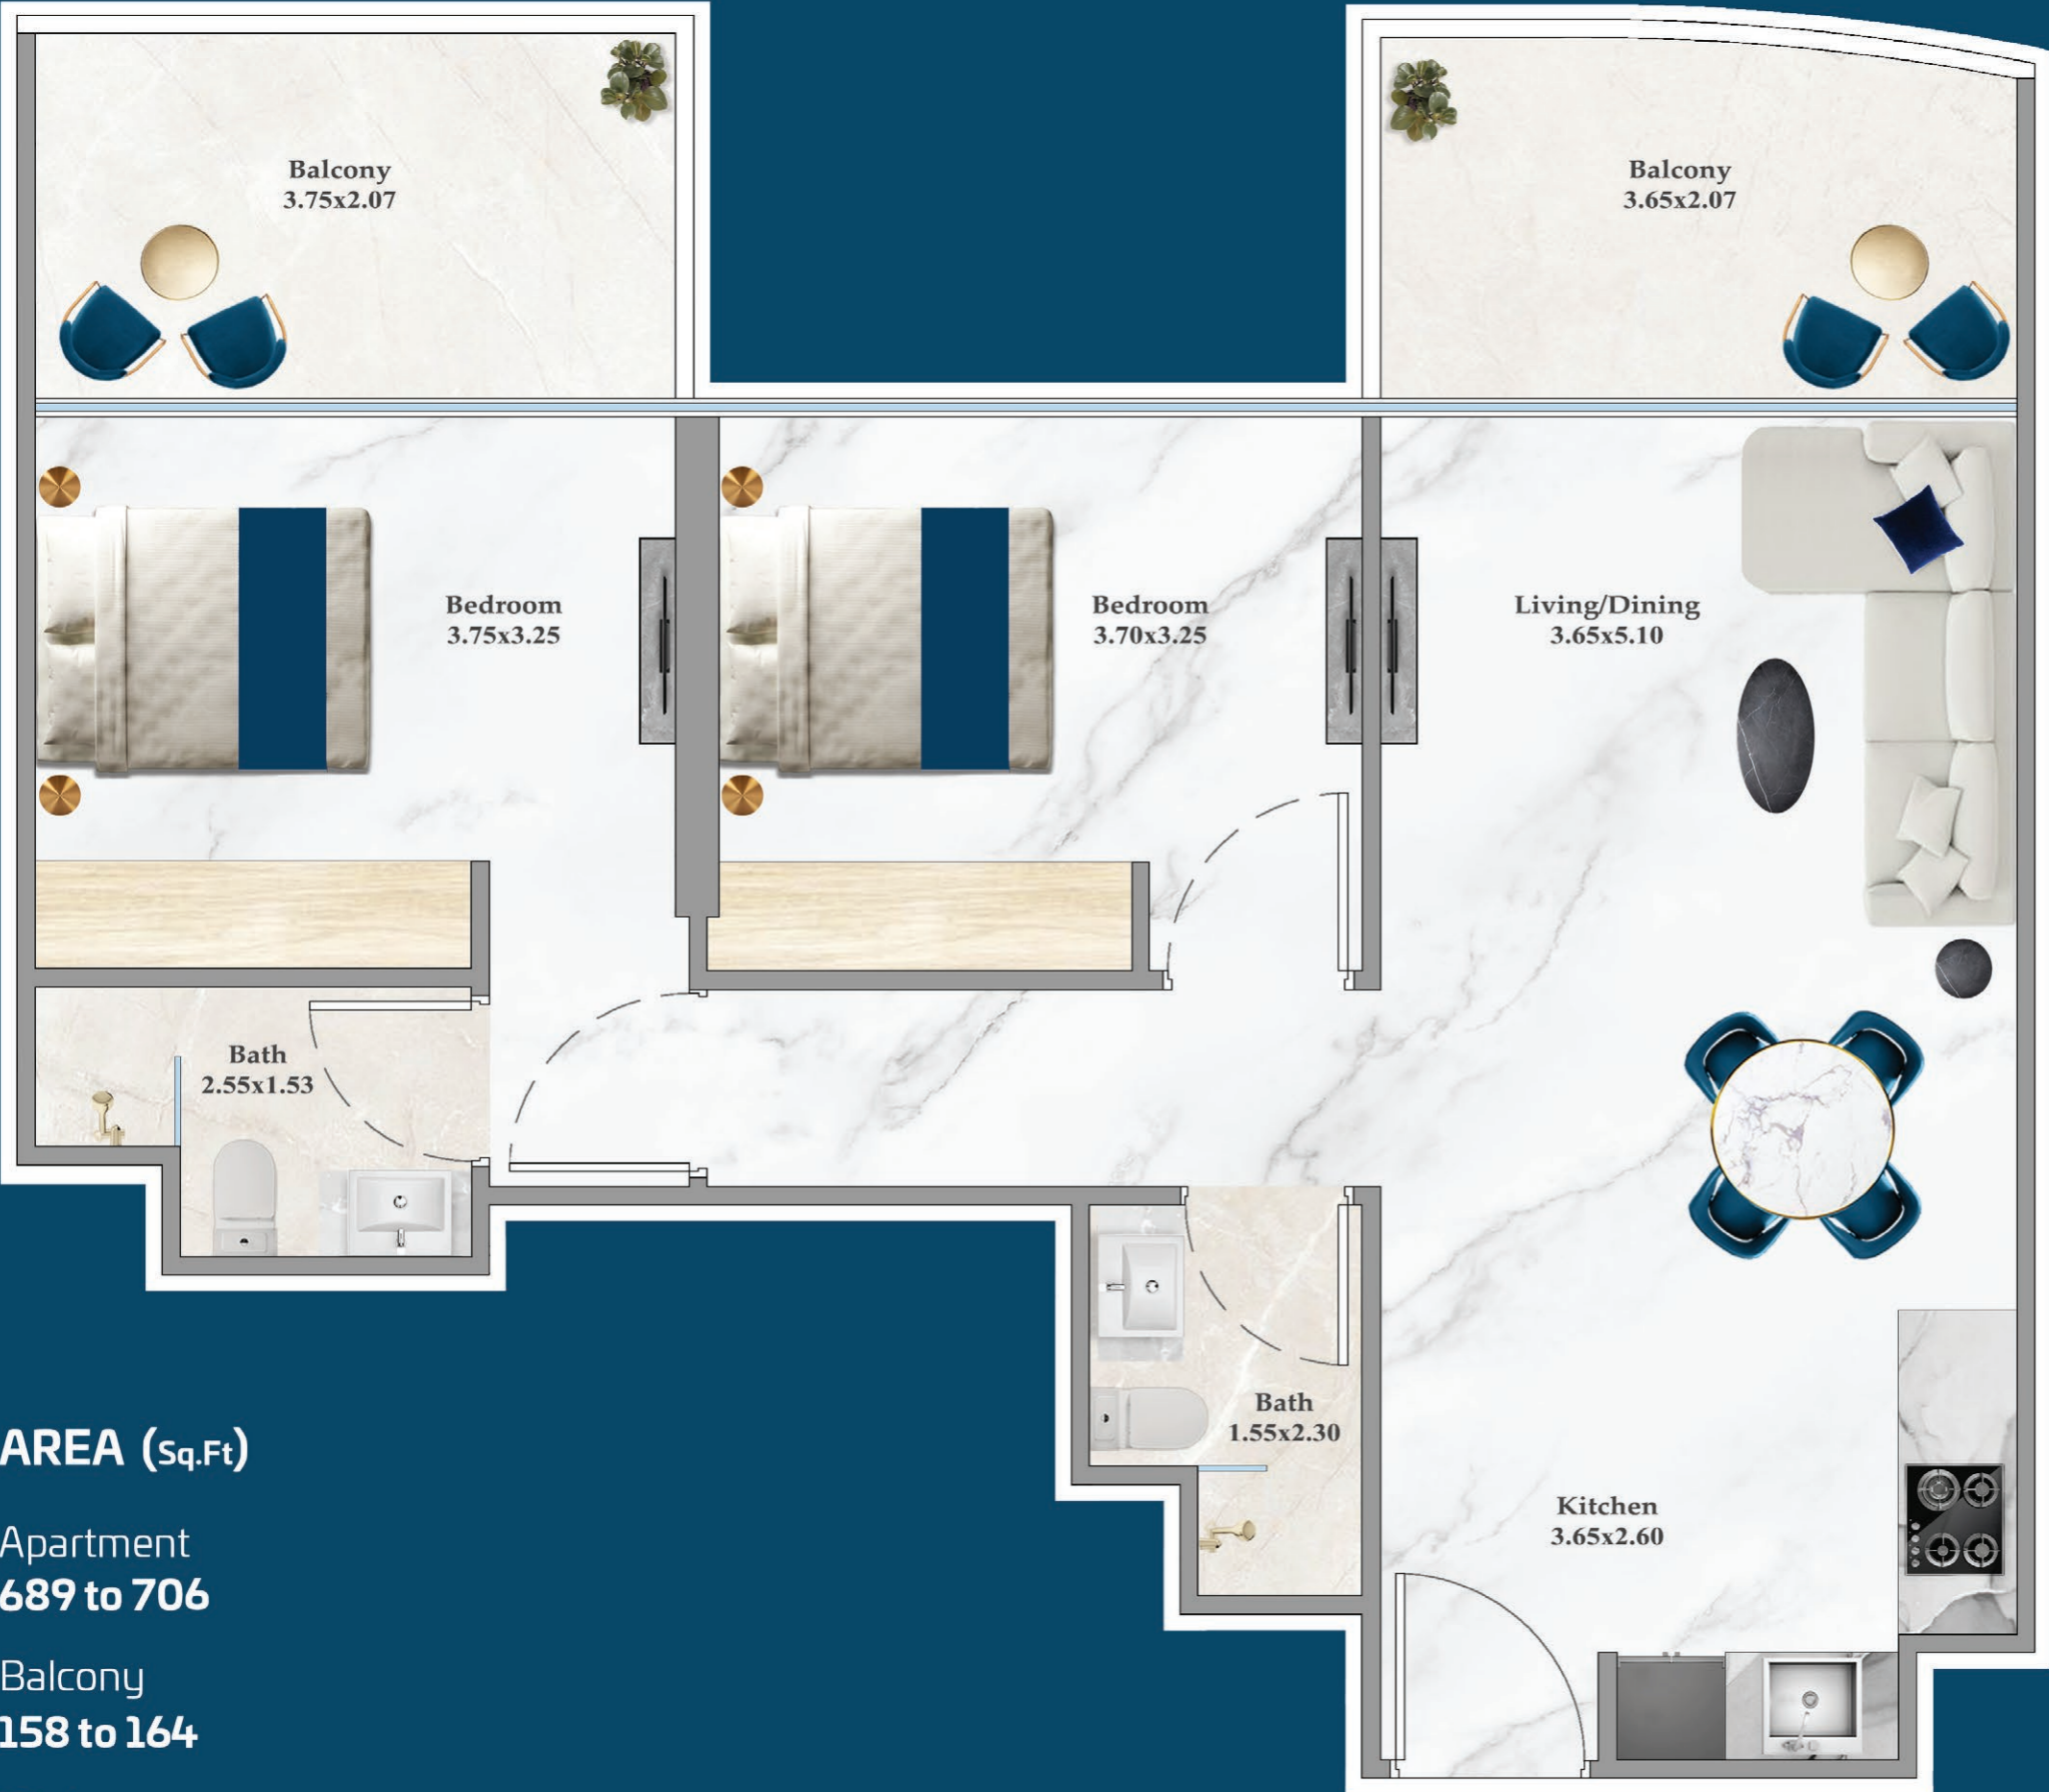 Balcony
3.75x2.07
Balcony
3.65x2.07
Bedroom
3.75x3.25
Bedroom
3.70x3.25
Living/Dining
3.65x5.10
Bath
2.55x1.53
Bath
1.55x2.30
Kitchen
3.65x2.60
AREA (Sq.Ft)
Apartment
689 to 706
Balcony
158 to 164